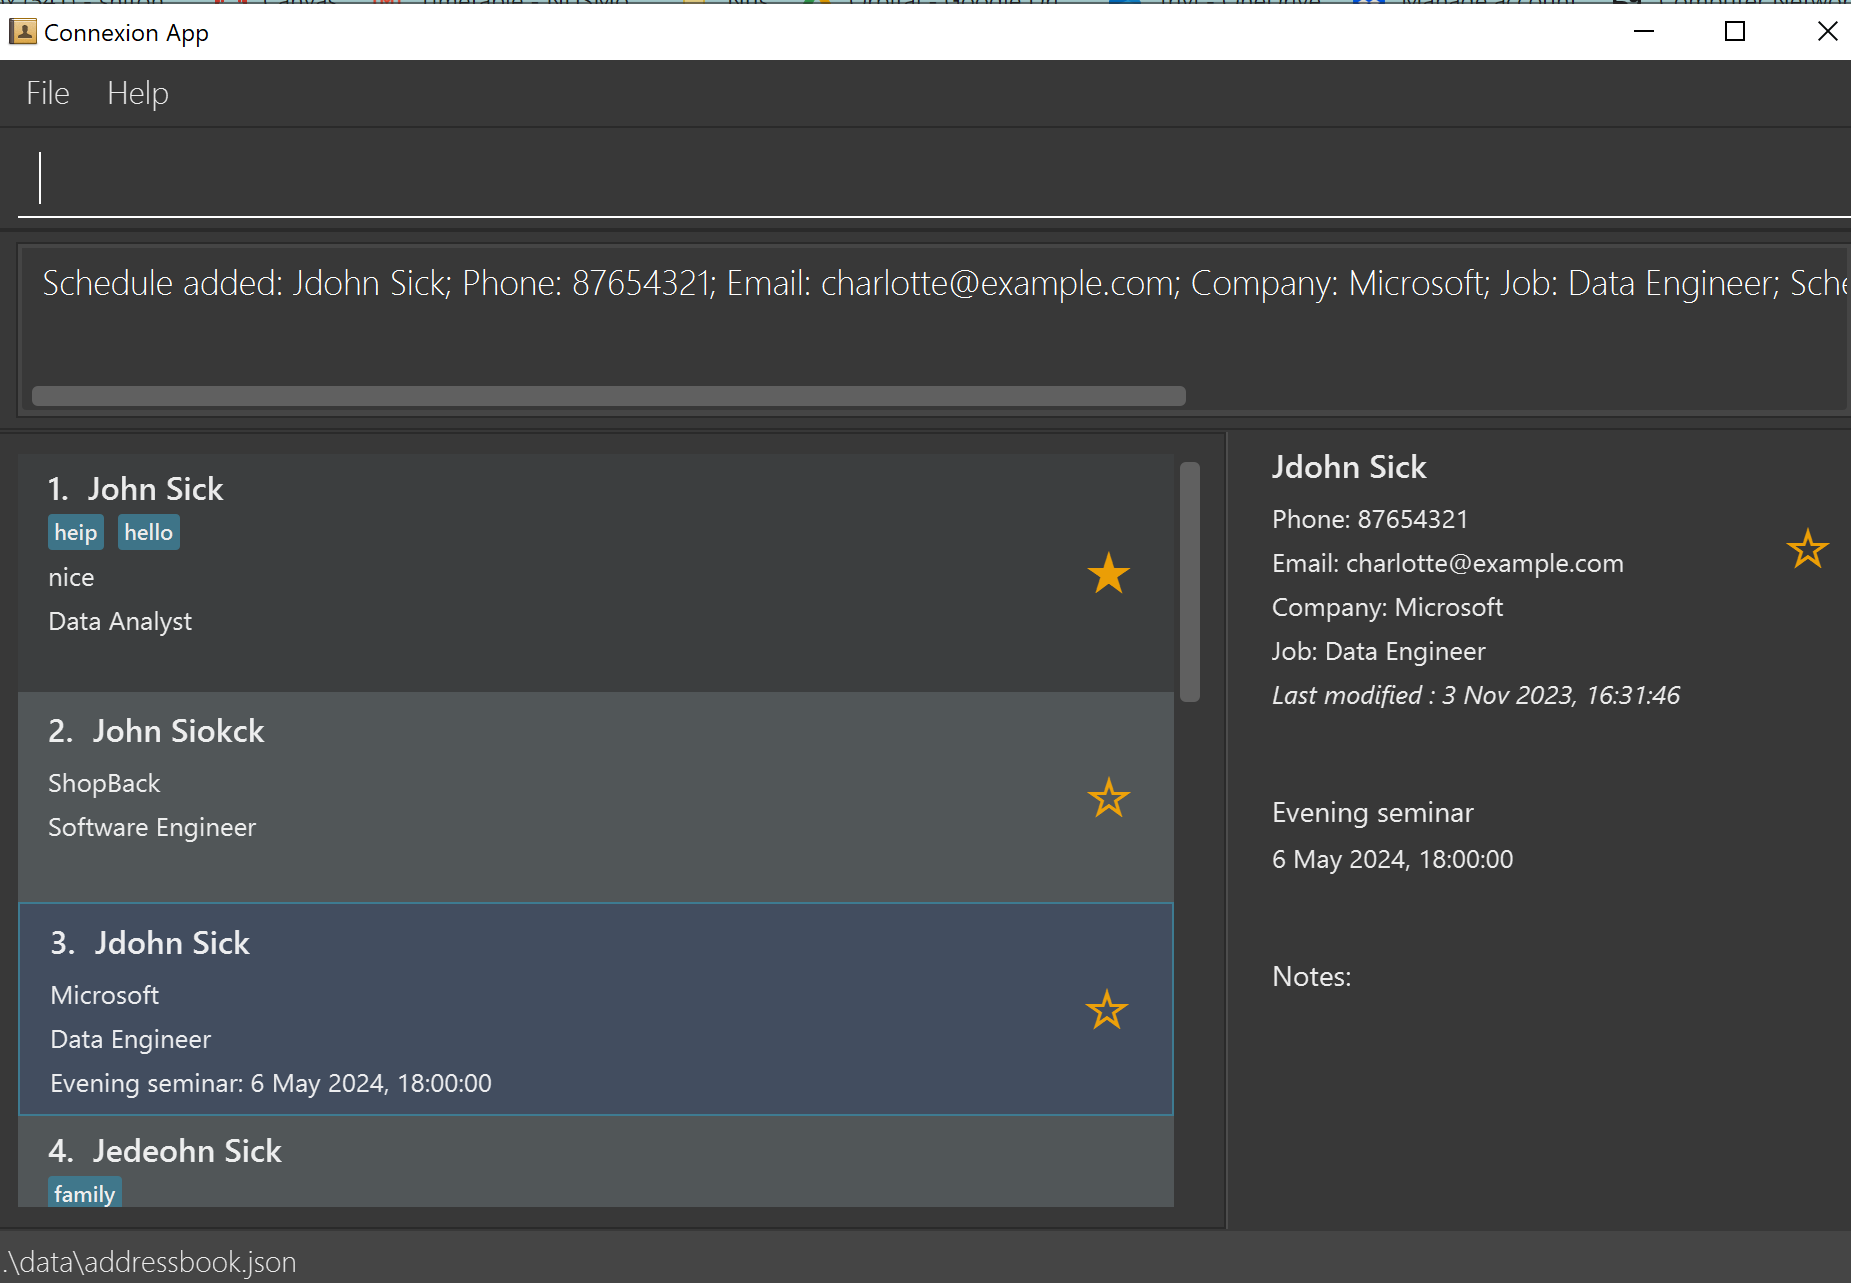 Connexion App
File Help
Schedule added: Jdohn Sick; Phone: 87654321; Email: charlotte@example.com; Company: Microsoft; Job: Data Engineer;
1. John Sick
heip hello
nice
Data Analyst
2. John Siokck
ShopBack
Software Engineer
3. Jdohn Sick
Microsoft
Data Engineer
Evening seminar: 6 May 2024, 18:00:00
4. Jedeohn Sick
family
Jdohn Sick
Phone: 87654321
Email: charlotte@example.com
Company: Microsoft
Job: Data Engineer
Last modified : 3 Nov 2023, 16:31:46
Evening seminar
6 May 2024, 18:00:00
Notes:
.\data\addressbook.json